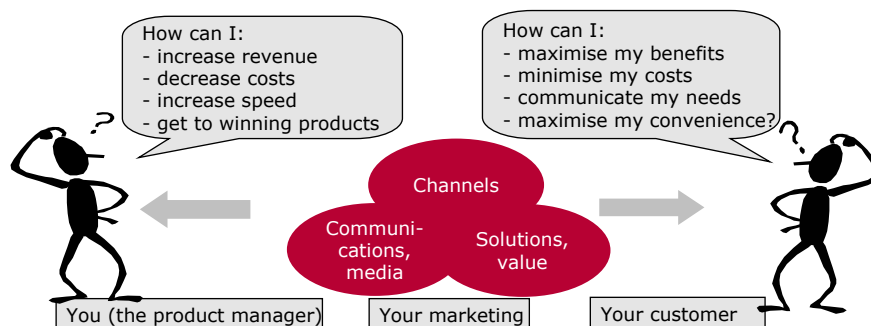 How can I:
- increase revenue
- decrease costs
- increase speed
- get to winning products
How can I:
- maximise my benefits
- minimise my costs
- communicate my needs
- maximise my convenience?
?
?
Channels
Communi-
cations,
media
Solutions,
value
You (the product manager)
Your marketing
Your customer